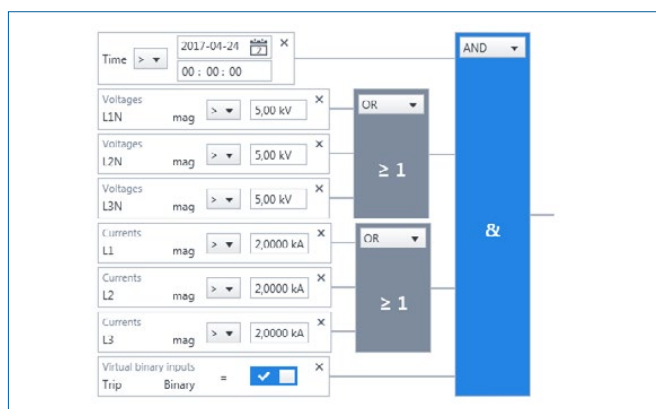 Time > 2017-04-24 2
00 : 00 : 00
AND
Voltages
L1N mag > 5,00 kV
OR
Voltages
L2N mag > 5,00 kV
≥ 1
Voltages
L3N mag > 5,00 kV
Currents
L1 mag > 2,0000 kA
OR
&
Currents
L2 mag > 2,0000 kA
≥ 1
Currents
L3 mag > 2,0000 kA
Virtual binary inputs
Trip Binary =